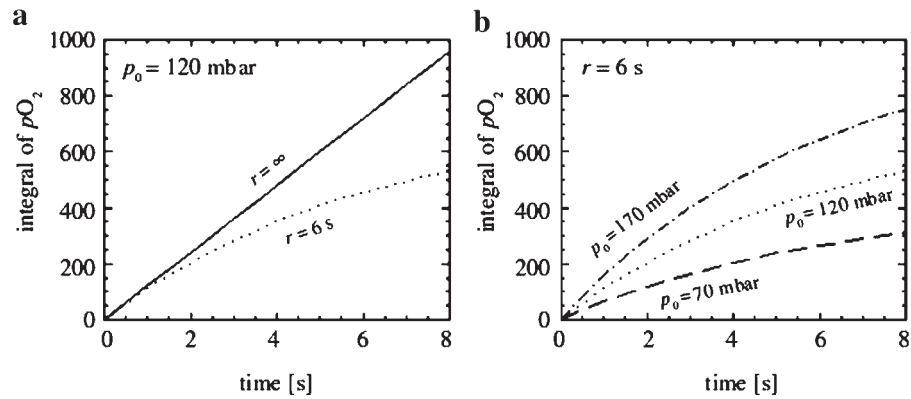 a
integral of pO₂
1000
800
600
400
200
0
p₀ = 120 mbar
r = ∞
r = 6 s
0 2 4 6 8
time [s]
b
integral of pO₂
1000
800
600
400
200
0
r = 6 s
p₀ = 170 mbar
p₀ = 120 mbar
p₀ = 70 mbar
0 2 4 6 8
time [s]